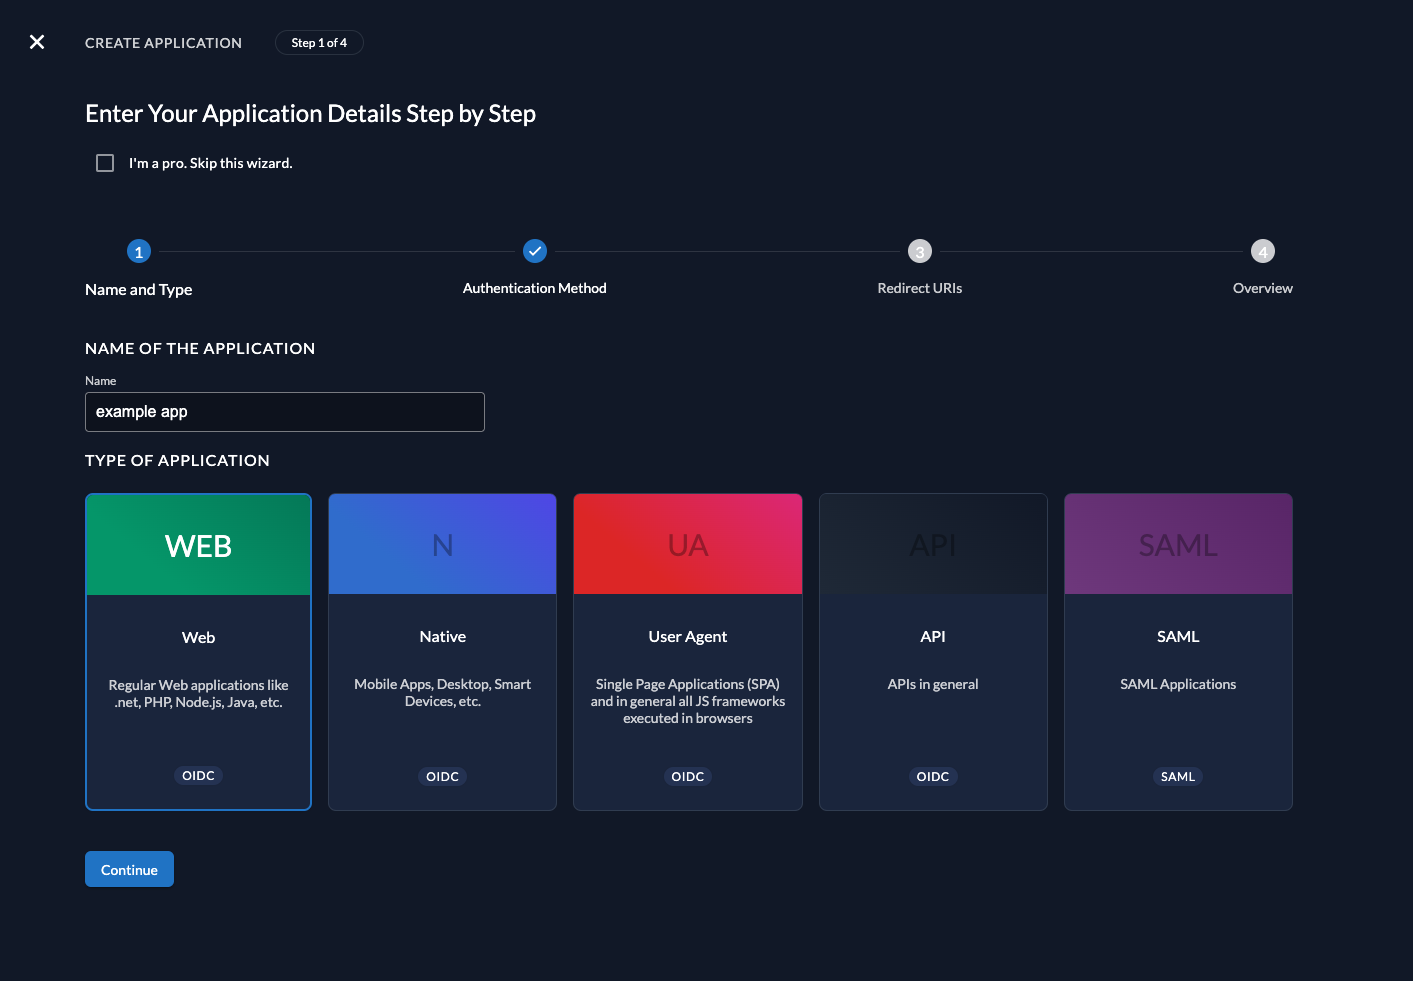 CREATE APPLICATION
Step 1 of 4
Enter Your Application Details Step by Step
I'm a pro. Skip this wizard.
1
3
4
Name and Type
Authentication Method
Redirect URIs
Overview
NAME OF THE APPLICATION
Name
example app
TYPE OF APPLICATION
WEB
Web
Regular Web applications like
.net, PHP, Node.js, Java, etc.
OIDC
N
Native
Mobile Apps, Desktop, Smart
Devices, etc.
OIDC
UA
User Agent
Single Page Applications (SPA)
and in general all JS frameworks
executed in browsers
OIDC
API
API
APIs in general
OIDC
SAML
SAML
SAML Applications
SAML
Continue